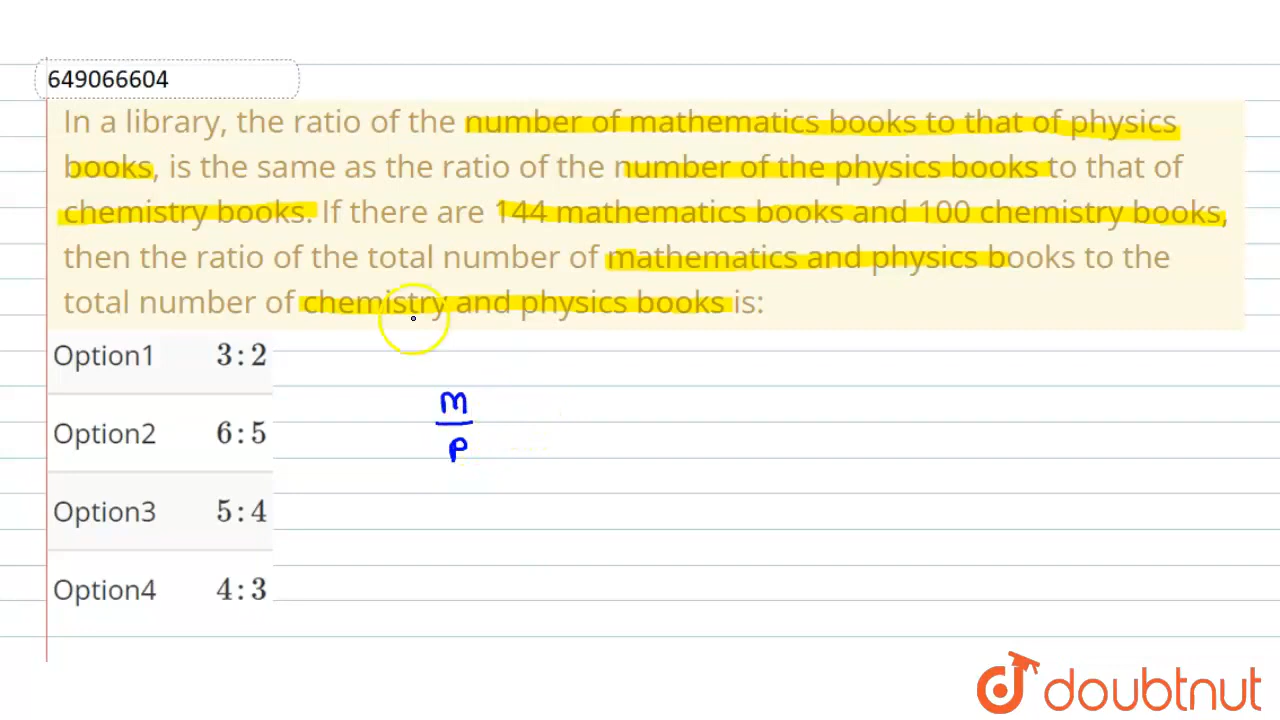 649066604
In a library, the ratio of the number of mathematics books to that of physics
books, is the same as the ratio of the number of the physics books to that of
chemistry books. If there are 144 mathematics books and 100 chemistry books,
then the ratio of the total number of mathematics and physics books to the
total number of chemistry and physics books is:
Option1 3:2
Option2 6:5
Option3 5:4
Option4 4:3
M
P
doubtnut